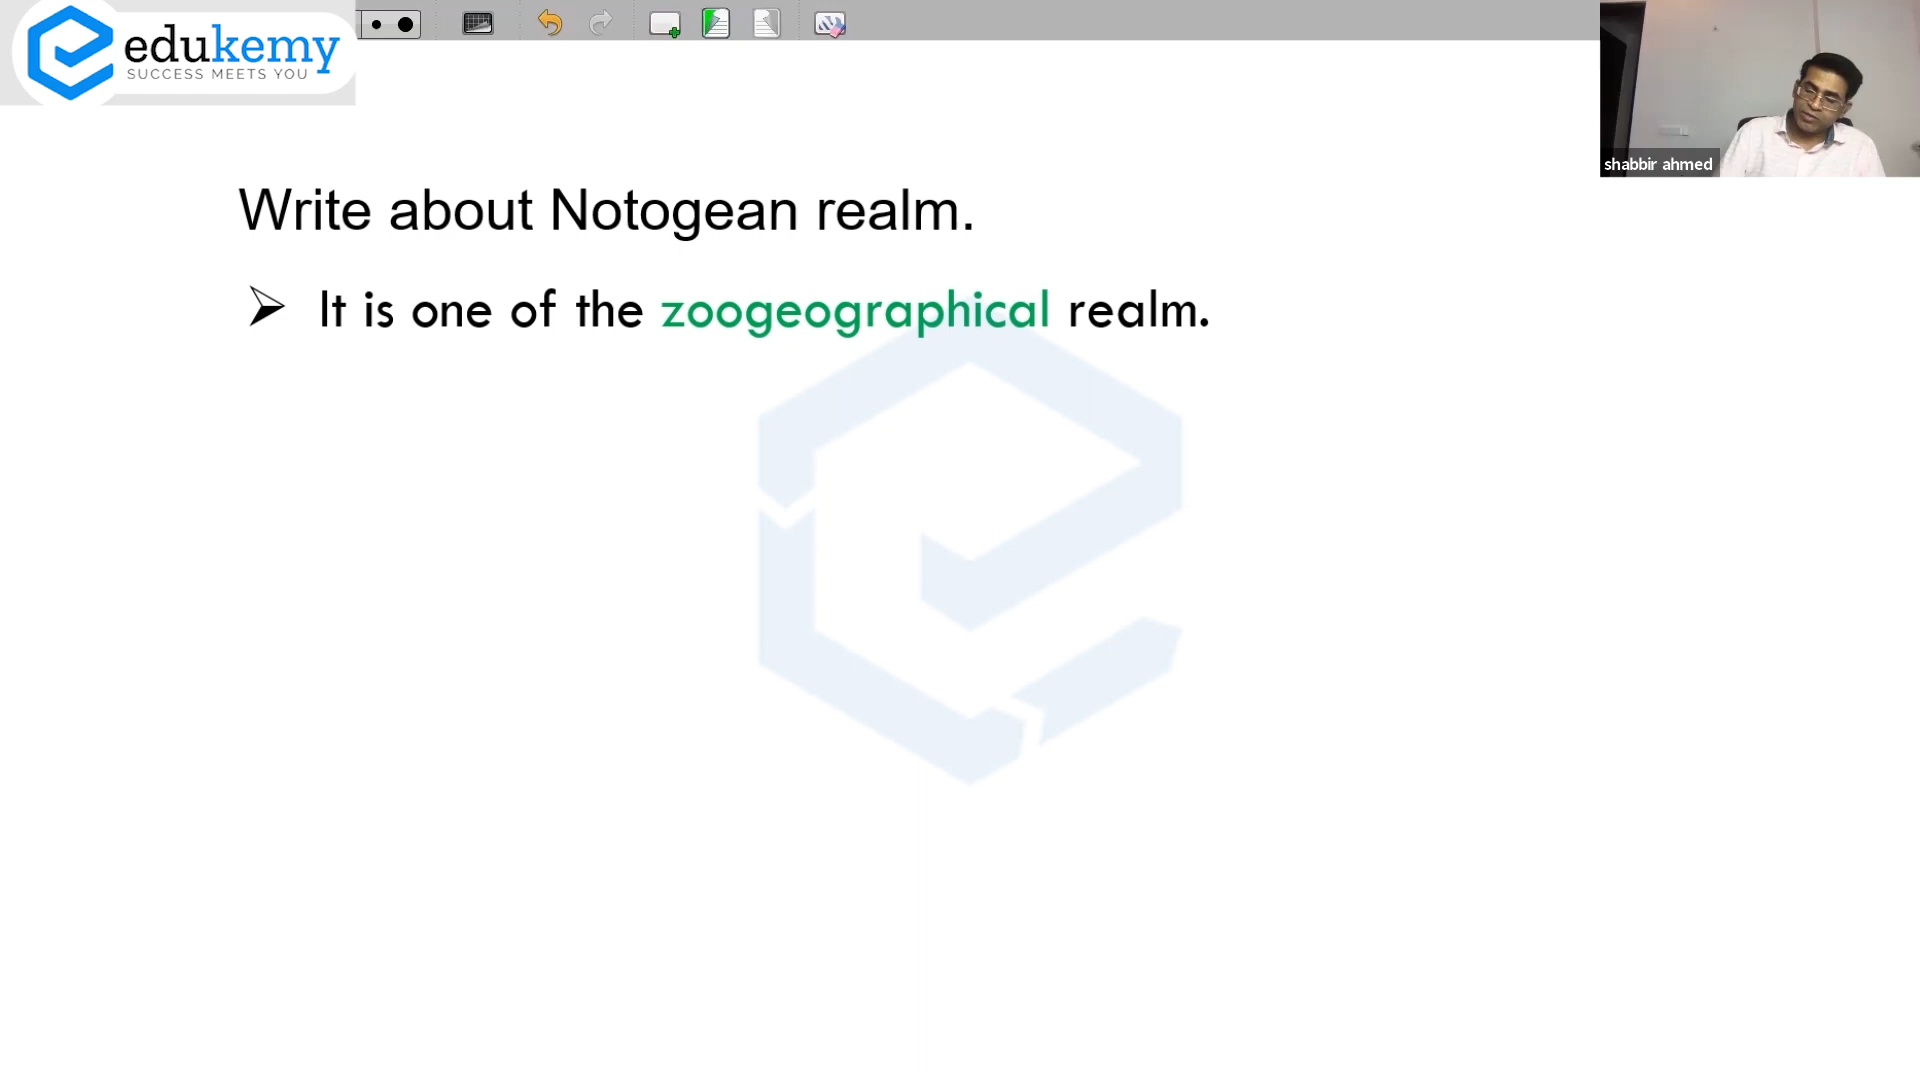 edukemy
SUCCESS MEETS YOU
shabbir ahmed
Write about Notogean realm.
➢ It is one of the zoogeographical realm.